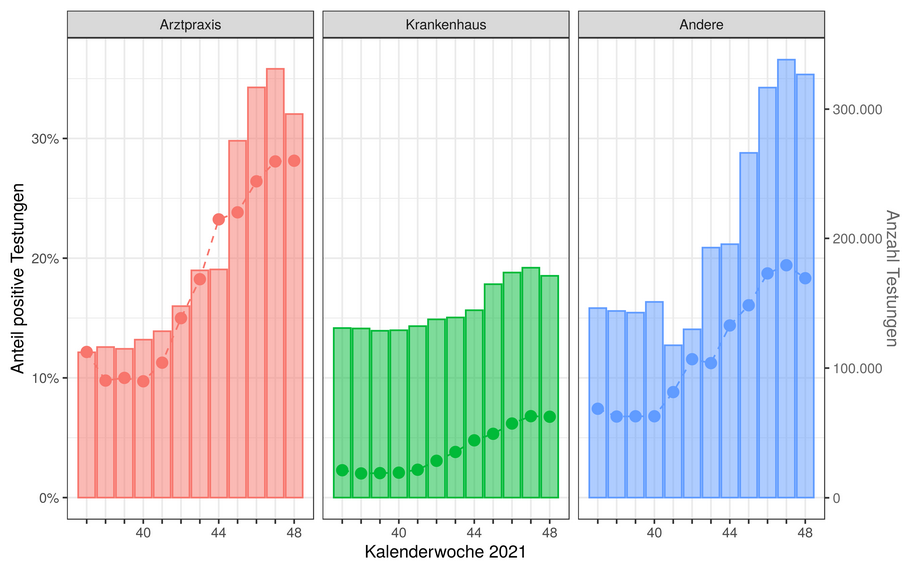 Arztpraxis
Krankenhaus
Andere
Anteil positive Testungen
30%
20%
10%
0%
300.000
200.000
100.000
0
Anzahl Testungen
40
44
48
40
44
48
40
44
48
Kalenderwoche 2021